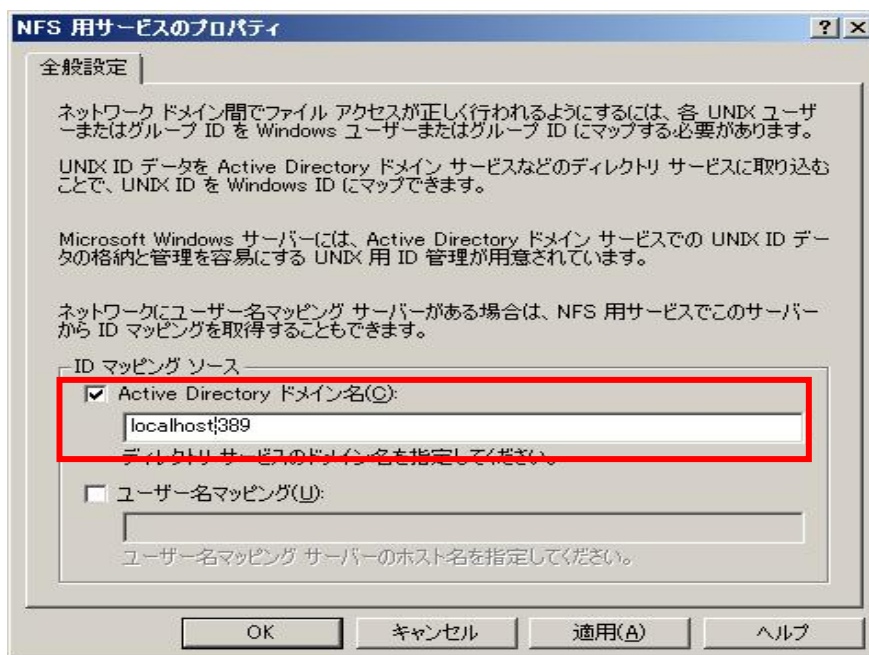 NFS 用サービスのプロパティ
全般設定
ネットワーク ドメイン間でファイル アクセスが正しく行われるようにするには、各 UNIX ユーザ
ーまたはグループ ID を Windows ユーザーまたはグループ ID にマップする必要があります。
UNIX ID データを Active Directory ドメイン サービスなどのディレクトリ サービスに取り込む
ことで、UNIX ID を Windows ID にマップできます。
Microsoft Windows サーバーには、Active Directory ドメイン サービスでの UNIX ID デー
タの格納と管理を容易にする UNIX 用 ID 管理が用意されています。
ネットワークにユーザー名マッピング サーバーがある場合は、NFS 用サービスでこのサーバー
から ID マッピングを取得することもできます。
ID マッピング ソース
Active Directory ドメイン名(C):
localhost:389
ディレクトリ サービスのドメイン名を指定してください。
ユーザー名マッピング(U):
ユーザー名マッピング サーバーのホスト名を指定してください。
OK キャンセル 適用(A) ヘルプ